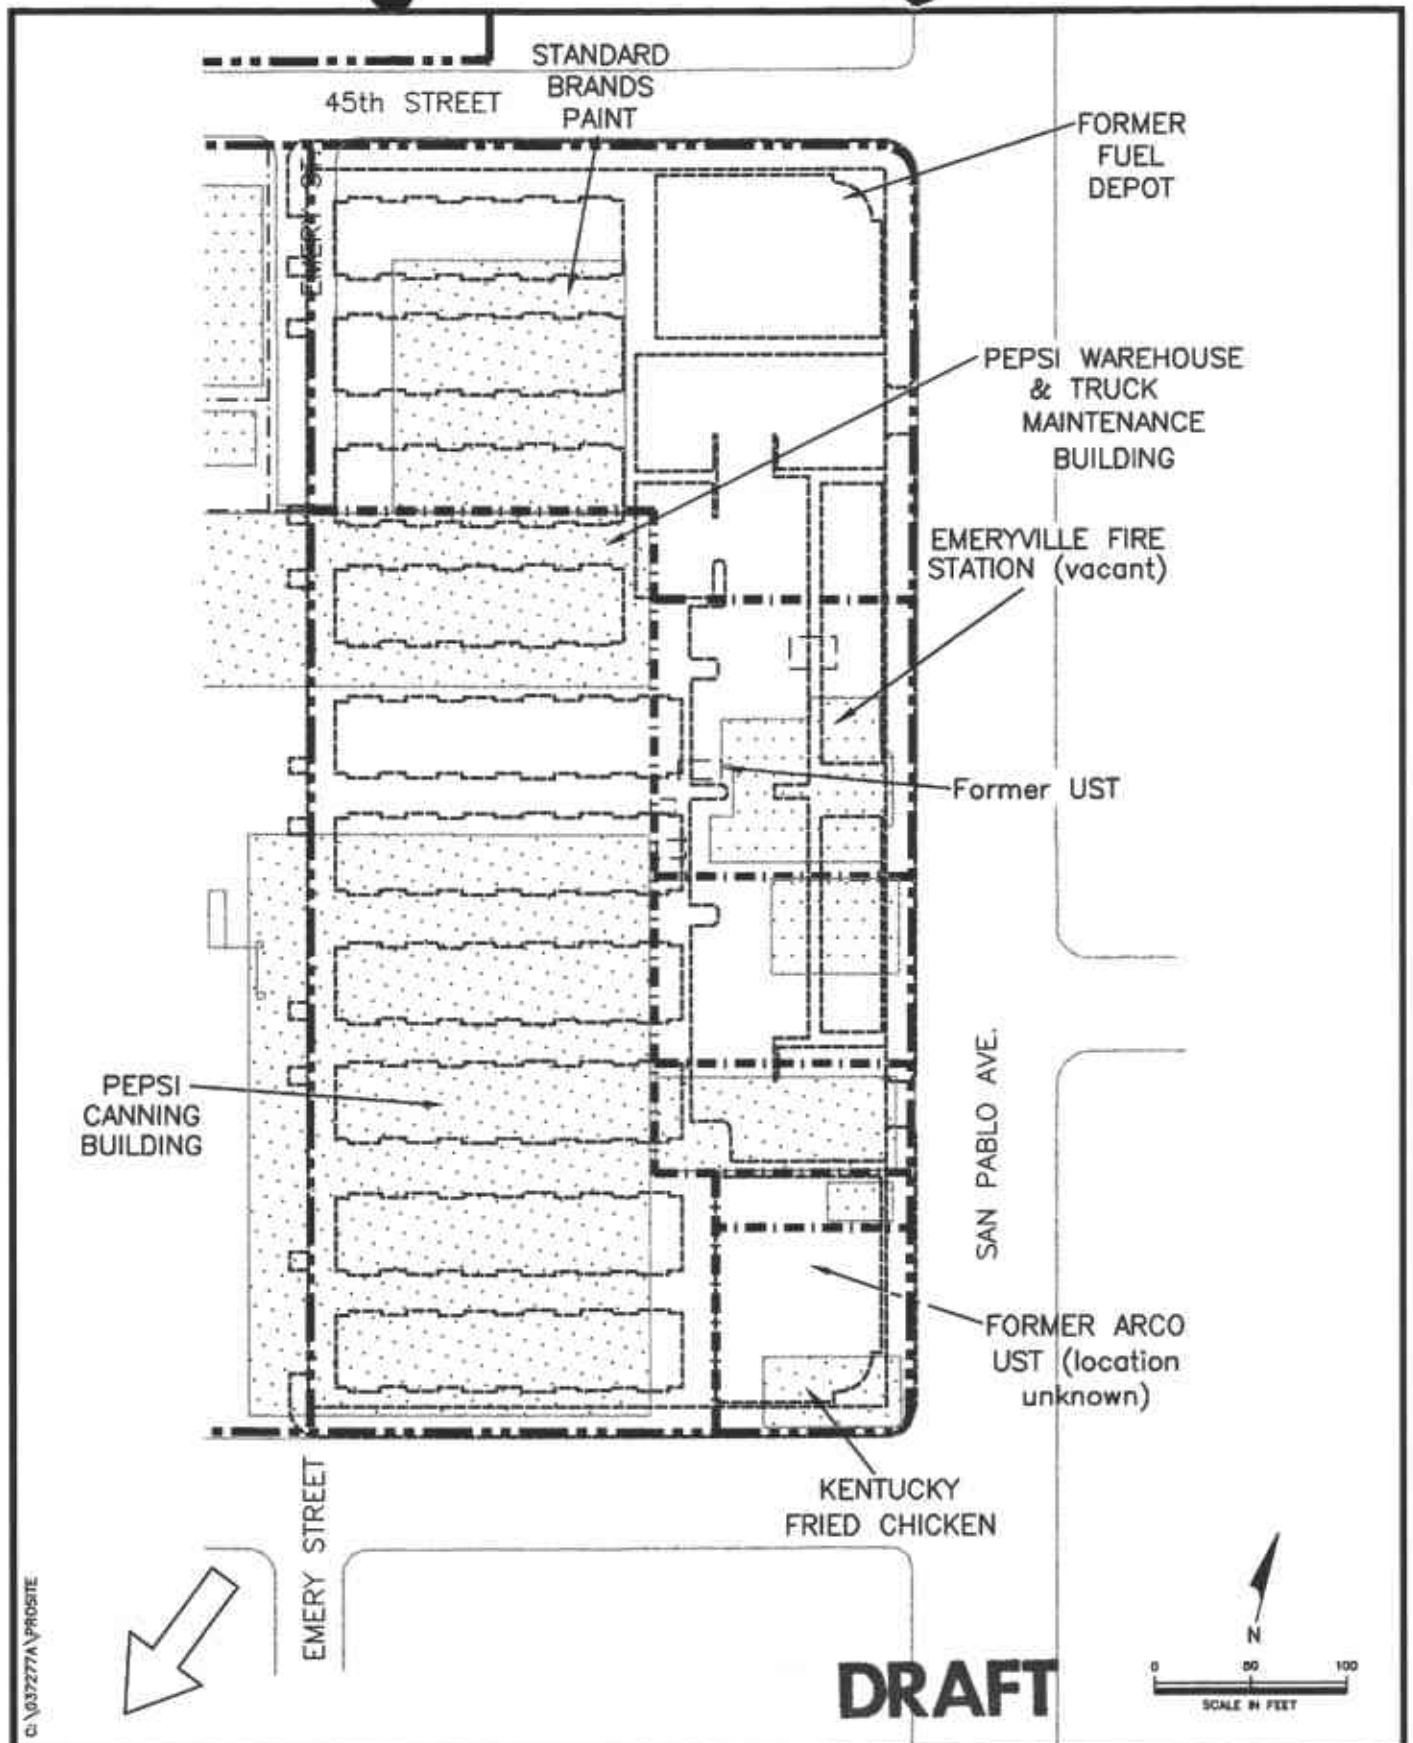 STANDARD
BRANDS
PAINT
45th STREET
FORMER
FUEL
DEPOT
EMERY ST.
PEPSI WAREHOUSE
& TRUCK
MAINTENANCE
BUILDING
EMERYVILLE FIRE
STATION (vacant)
Former UST
PEPSI
CANNING
BUILDING
SAN PABLO AVE.
FORMER ARCO
UST (location
unknown)
KENTUCKY
FRIED CHICKEN
EMERY STREET
C:\037277A\PROSITE
DRAFT
N
0 50 100
SCALE IN FEET